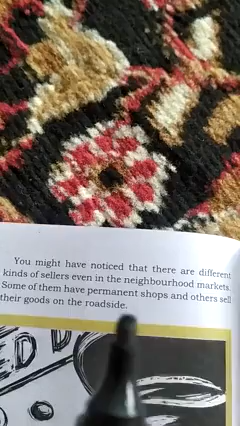 You might have noticed that there are different
kinds of sellers even in the neighbourhood markets.
Some of them have permanent shops and others sell
their goods on the roadside.